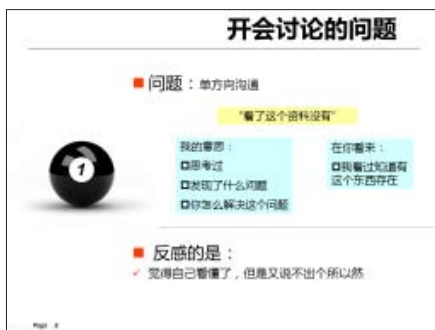 开会讨论的问题
问题：单方向沟通
"看了这个资料没有"
我的意思：
思考过
发现了什么问题
你怎么解决这个问题
在你看来：
我看过知道有
这个东西存在
1
反感的是：
觉得自己看懂了，但是又说不出个所以然
Page